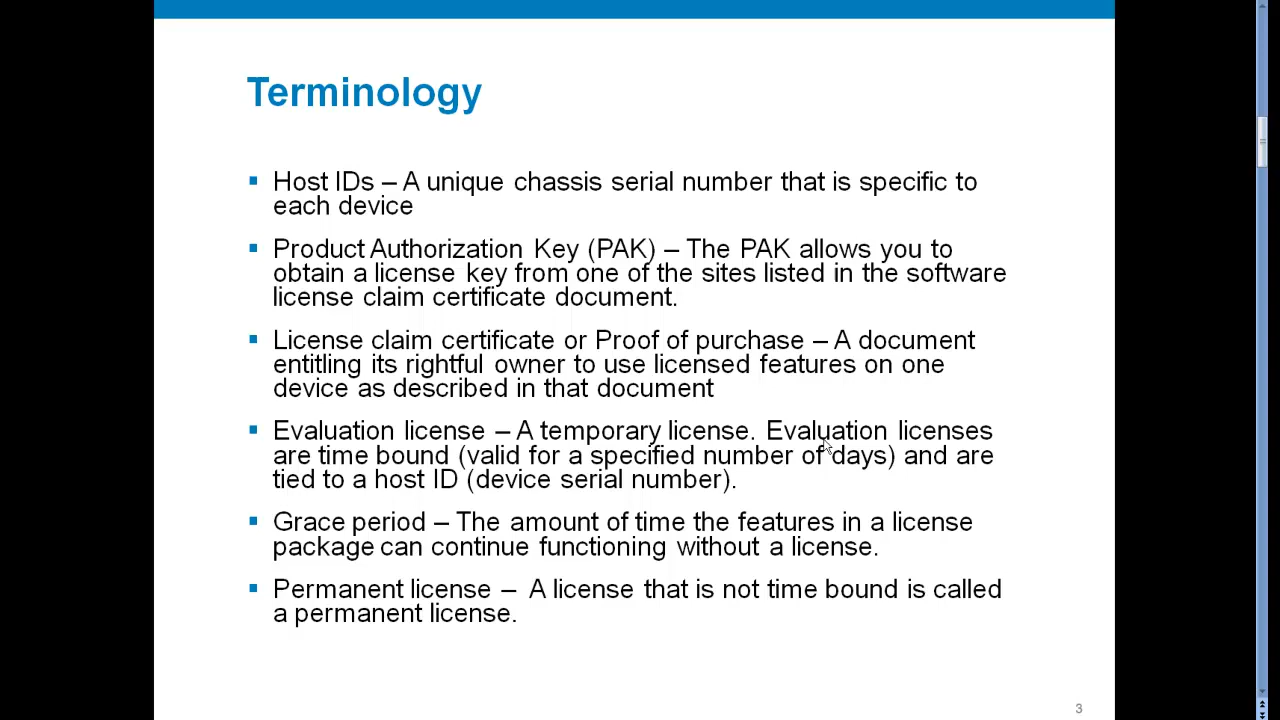 Terminology
▪ Host IDs – A unique chassis serial number that is specific to
each device
▪ Product Authorization Key (PAK) – The PAK allows you to
obtain a license key from one of the sites listed in the software
license claim certificate document.
▪ License claim certificate or Proof of purchase – A document
entitling its rightful owner to use licensed features on one
device as described in that document
▪ Evaluation license – A temporary license. Evaluation licenses
are time bound (valid for a specified number of days) and are
tied to a host ID (device serial number).
▪ Grace period – The amount of time the features in a license
package can continue functioning without a license.
▪ Permanent license – A license that is not time bound is called
a permanent license.
3